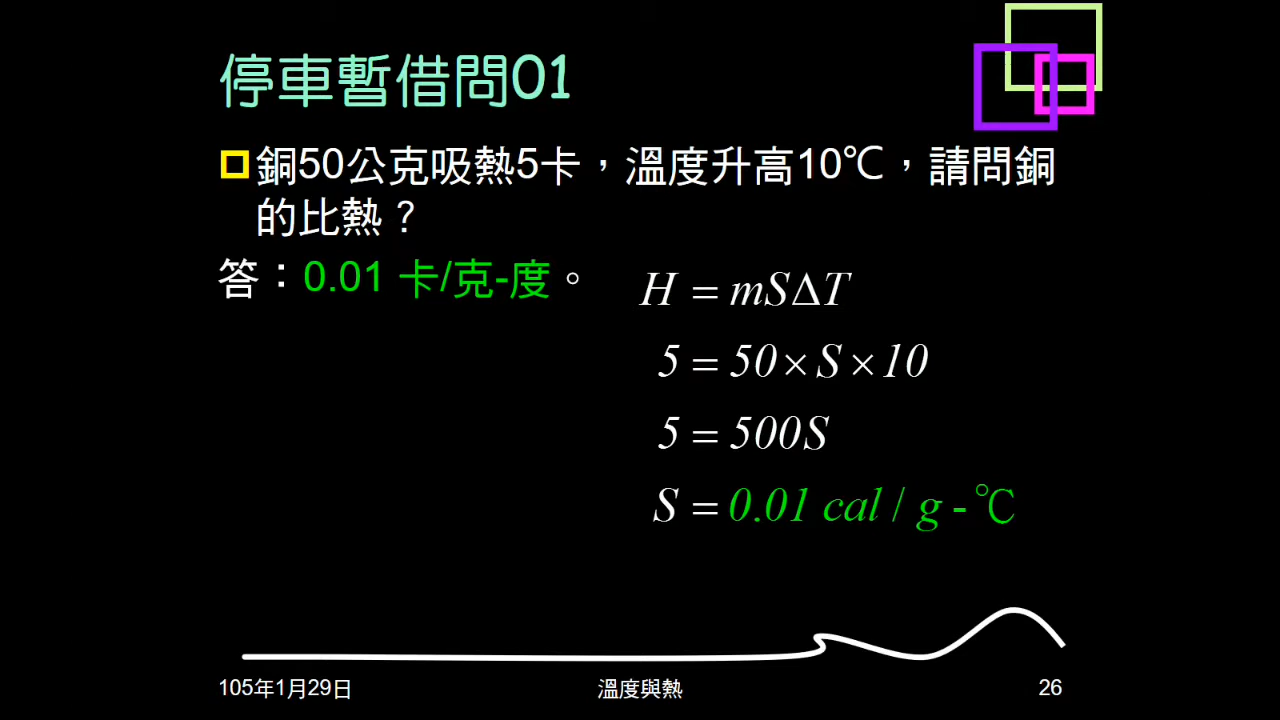 停車暫借問01
銅50公克吸熱5卡，溫度升高10℃，請問銅
的比熱？
答：0.01 卡/克-度。
H = mSΔT
5 = 50×S×10
5 = 500S
S = 0.01 cal / g - ℃
105年1月29日
溫度與熱
26